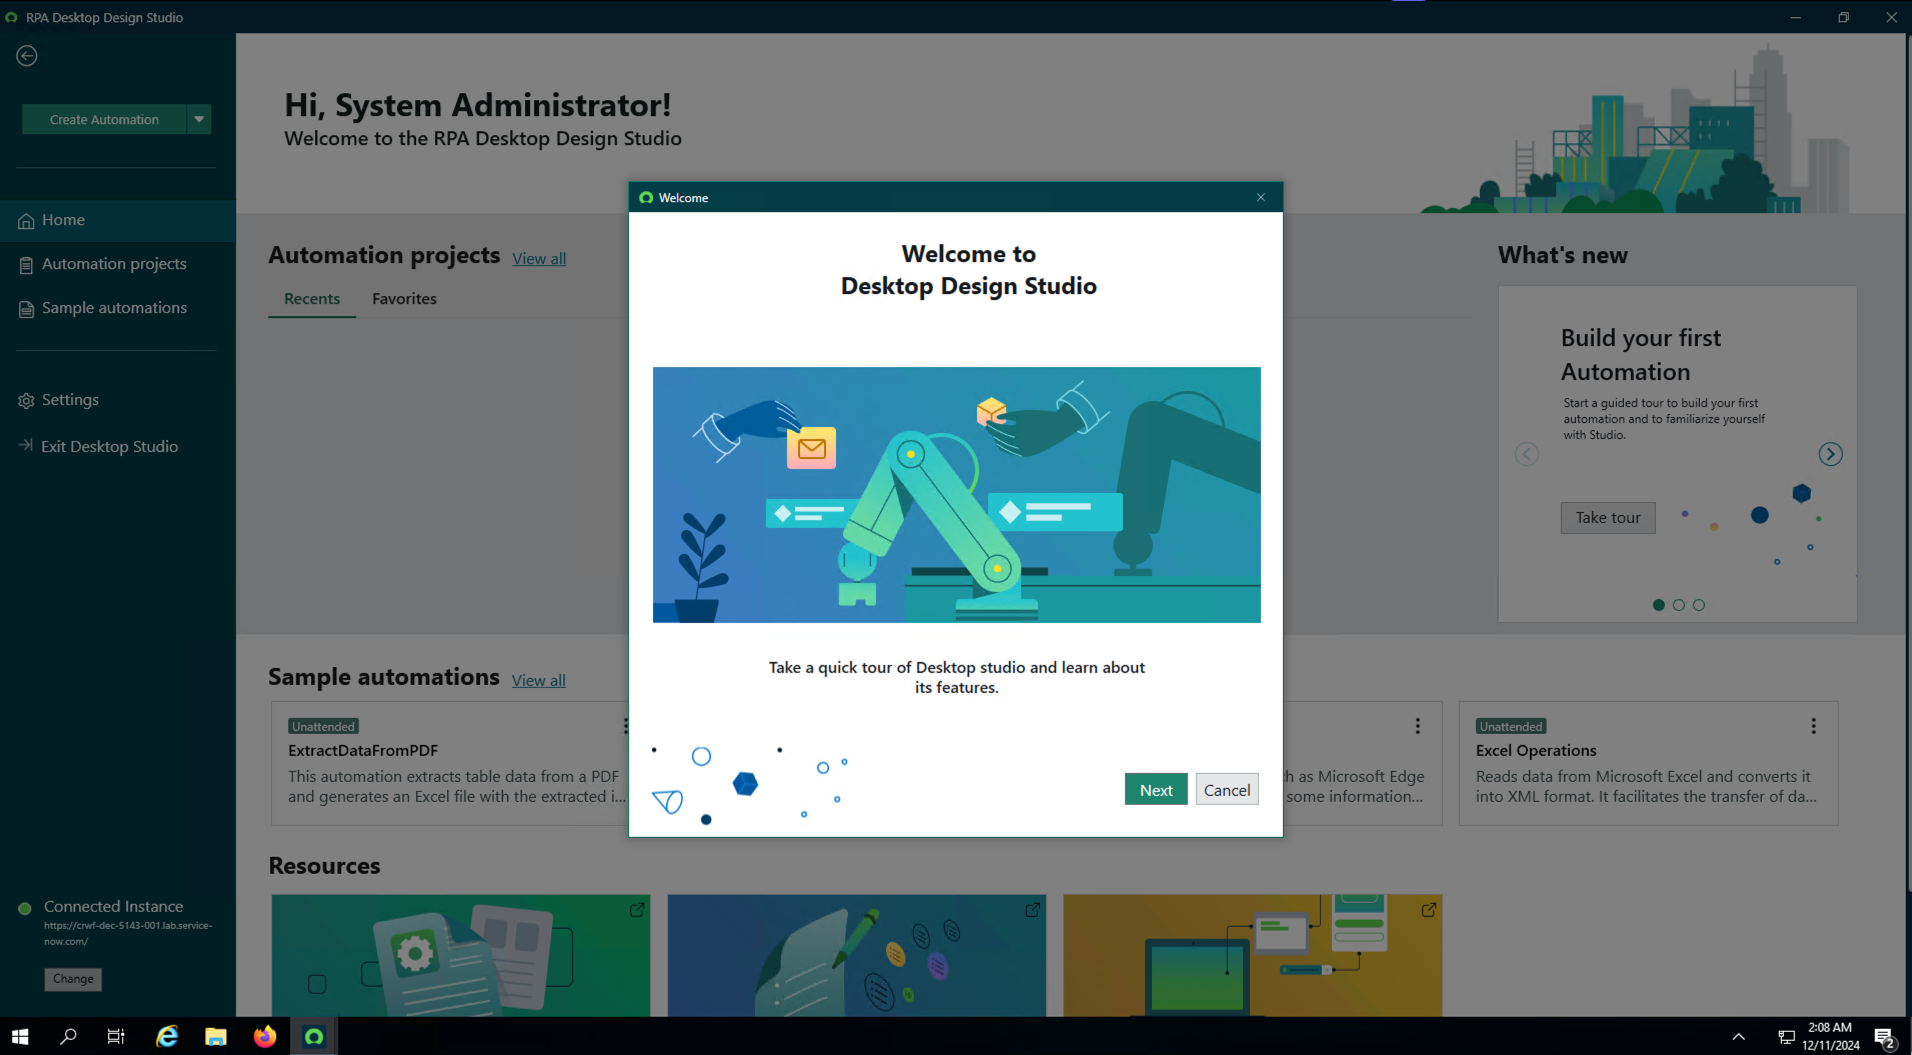 RPA Desktop Design Studio
Create Automation
Home
Automation projects
Sample automations
Settings
Exit Desktop Studio
Connected Instance
https://crwf-dec-5143-001.lab.service-
now.com/
Change
Hi, System Administrator!
Welcome to the RPA Desktop Design Studio
Automation projects View all
Recents Favorites
What's new
Build your first
Automation
Start a guided tour to build your first
automation and to familiarize yourself
with Studio.
Take tour
Welcome
Welcome to
Desktop Design Studio
Take a quick tour of Desktop studio and learn about
its features.
Next Cancel
Sample automations View all
Unattended
ExtractDataFromPDF
This automation extracts table data from a PDF
and generates an Excel file with the extracted i...
as Microsoft Edge
some information...
Unattended
Excel Operations
Reads data from Microsoft Excel and converts it
into XML format. It facilitates the transfer of da...
Resources
2:08 AM
12/11/2024
2